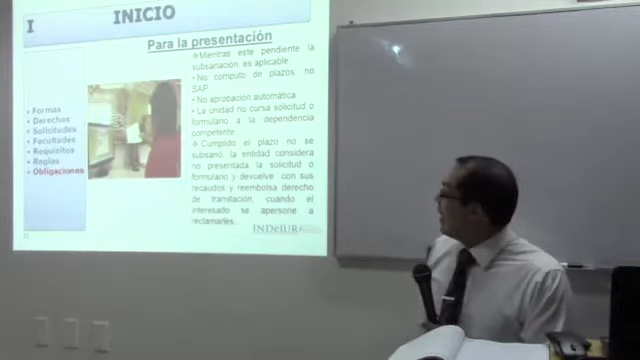 I
INICIO
Para la presentación
❖Mientras este pendiente la
subsanación, es aplicable
• No computo de plazos, no
SAP.
• No aprobación automática
• La unidad no cursa solicitud o
formulario a la dependencia
competente.
❖Cumplido el plazo no se
subsanó, la entidad considera
no presentada la solicitud o
formulario y devuelve con sus
recaudos y reembolsa derecho
de tramitación, cuando el
interesado se apersone a
reclamarles.
• Formas
• Derechos
• Solicitudes
• Facultades
• Requisitos
• Reglas
• Obligaciones
INDeJUR